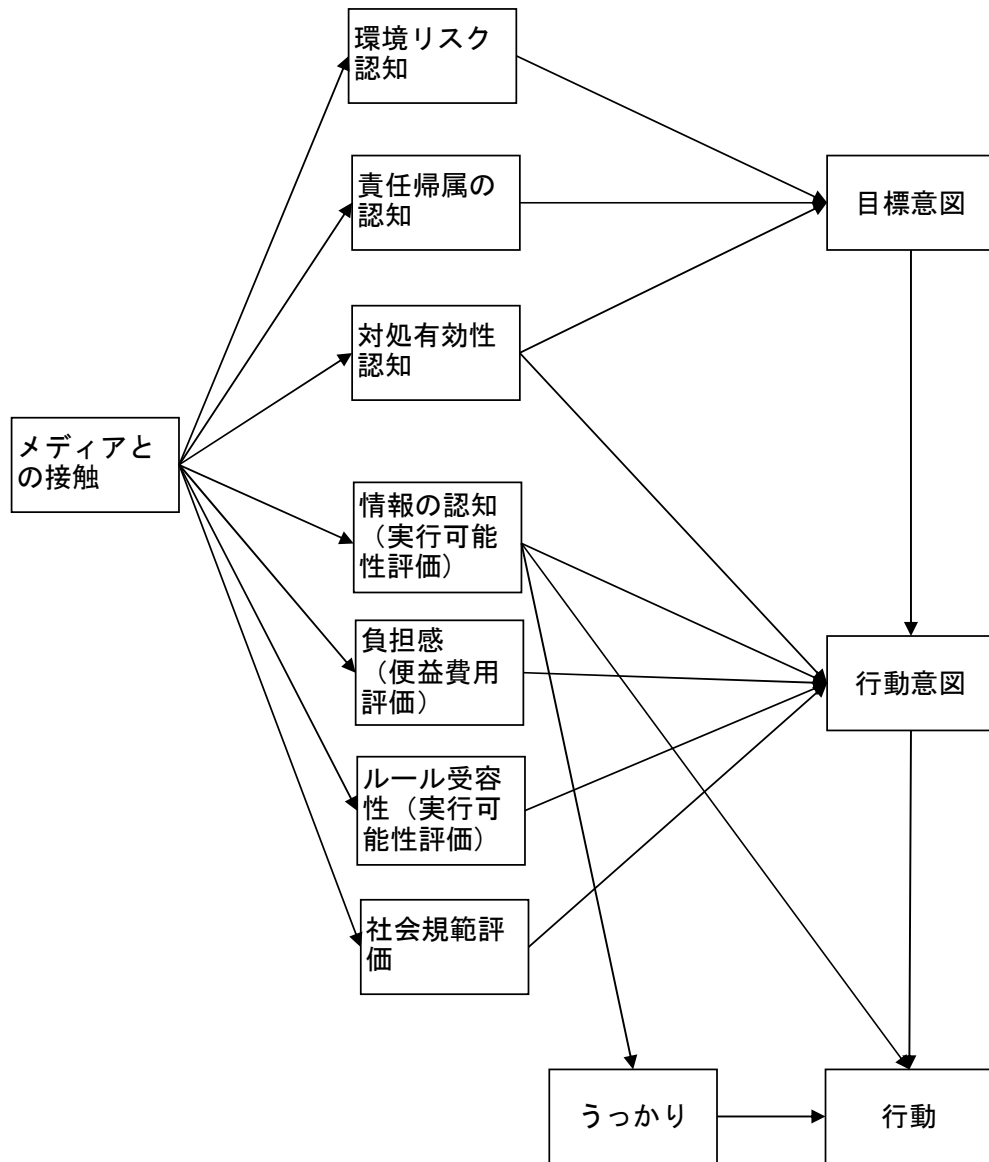 環境リスク
認知
責任帰属の
認知
目標意図
対処有効性
認知
メディアと
の接触
情報の認知
（実行可能
性評価）
負担感
（便益費用
評価）
行動意図
ルール受容
性（実行可
能性評価）
社会規範評
価
うっかり
行動